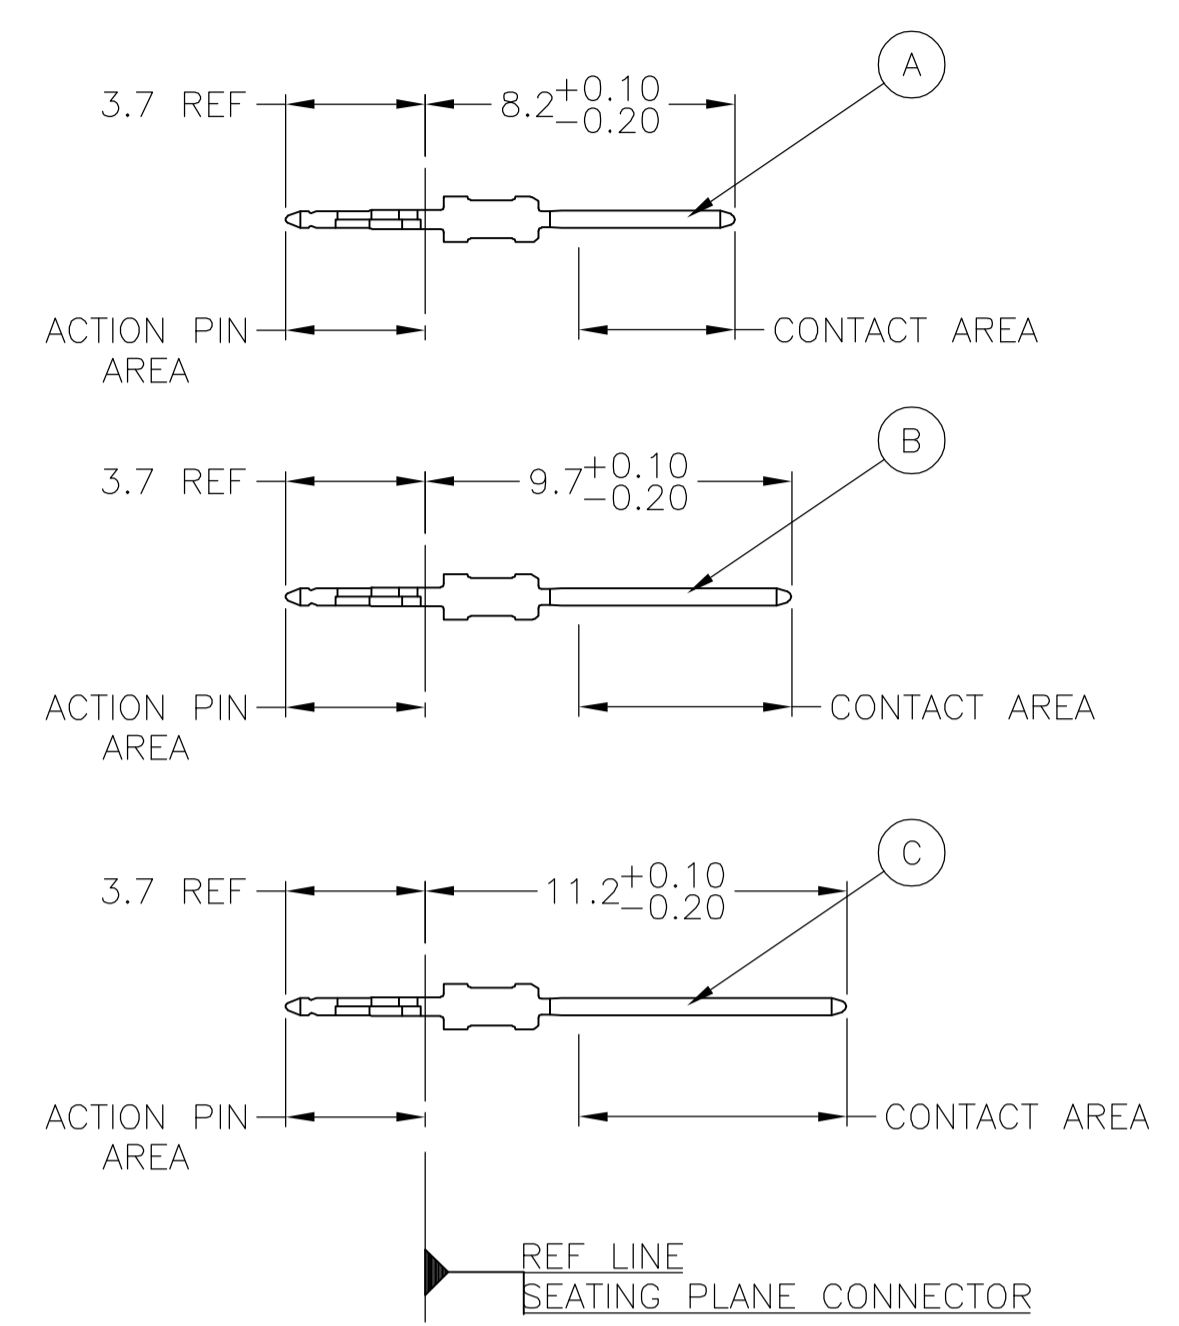 A
3.7 REF
8.2 +0.10 -0.20
ACTION PIN AREA
CONTACT AREA
B
3.7 REF
9.7 +0.10 -0.20
ACTION PIN AREA
CONTACT AREA
C
3.7 REF
11.2 +0.10 -0.20
ACTION PIN AREA
CONTACT AREA
REF LINE
SEATING PLANE CONNECTOR